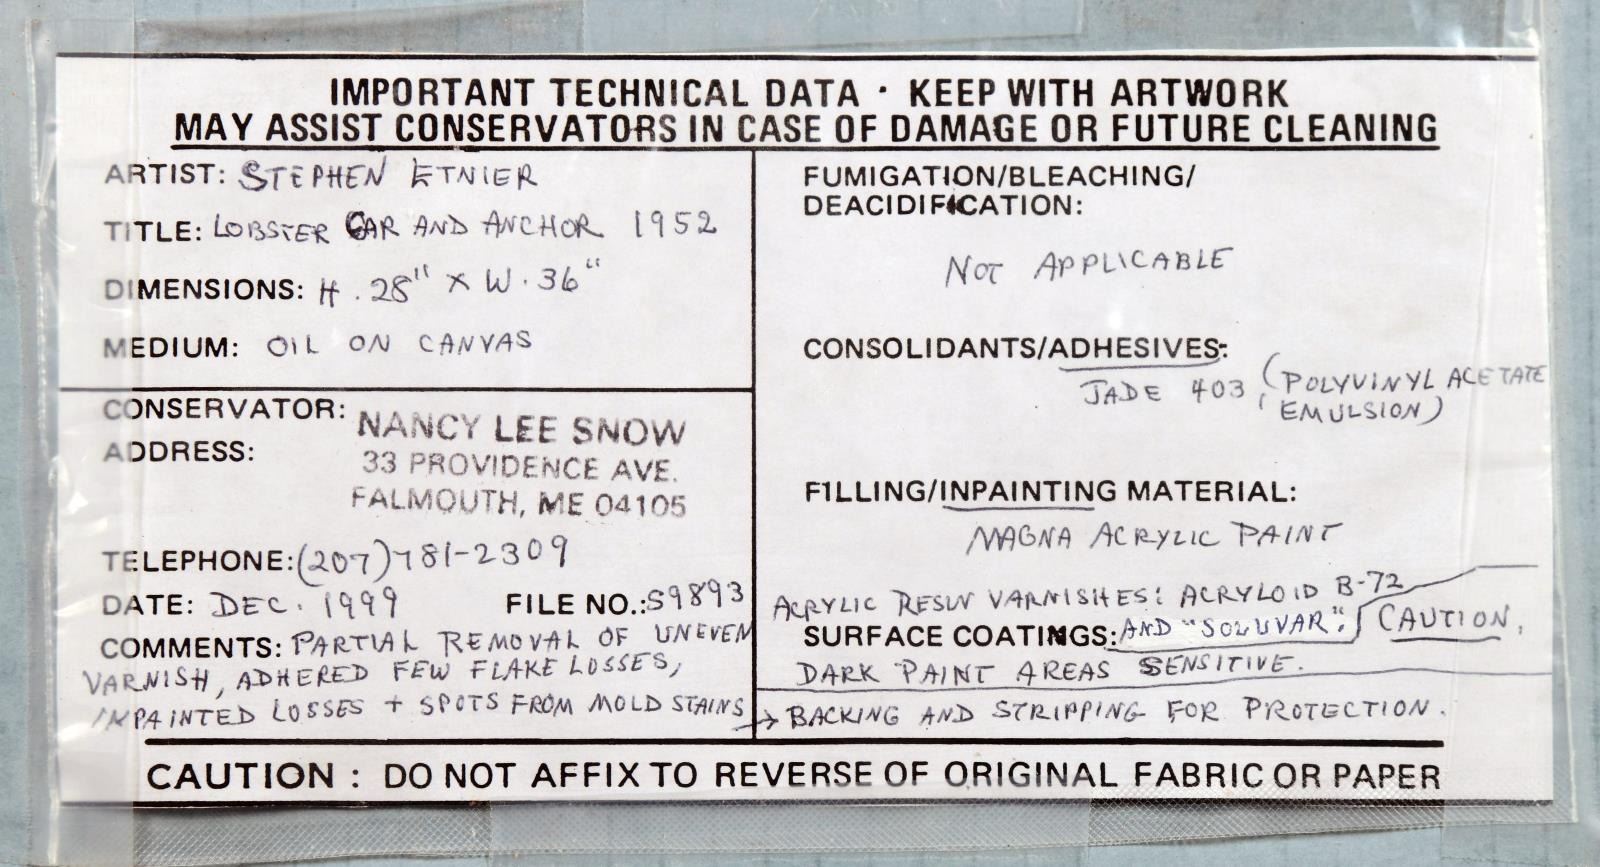 IMPORTANT TECHNICAL DATA · KEEP WITH ARTWORK
MAY ASSIST CONSERVATORS IN CASE OF DAMAGE OR FUTURE CLEANING
ARTIST: STEPHEN ETNIER
TITLE: LOBSTER CAR AND ANCHOR 1952
DIMENSIONS: H. 28" X W. 36"
MEDIUM: OIL ON CANVAS
CONSERVATOR: NANCY LEE SNOW
ADDRESS: 33 PROVIDENCE AVE.
FALMOUTH, ME 04105
TELEPHONE: (207) 781-2309
DATE: DEC. 1999 FILE NO.: S9893
COMMENTS: PARTIAL REMOVAL OF UNEVEN
VARNISH, ADHERED FEW FLAKE LOSSES,
INPAINTED LOSSES + SPOTS FROM MOLD STAINS
FUMIGATION/BLEACHING/
DEACIDIFICATION:
NOT APPLICABLE
CONSOLIDANTS/ADHESIVES:
JADE 403 (POLYVINYL ACETATE
EMULSION)
FILLING/INPAINTING MATERIAL:
MAGNA ACRYLIC PAINT
ACRYLIC RESIN VARNISHES: ACRYLOID B-72
SURFACE COATINGS: AND "SOLUVAR". CAUTION,
DARK PAINT AREAS SENSITIVE.
→ BACKING AND STRIPPING FOR PROTECTION.
CAUTION : DO NOT AFFIX TO REVERSE OF ORIGINAL FABRIC OR PAPER